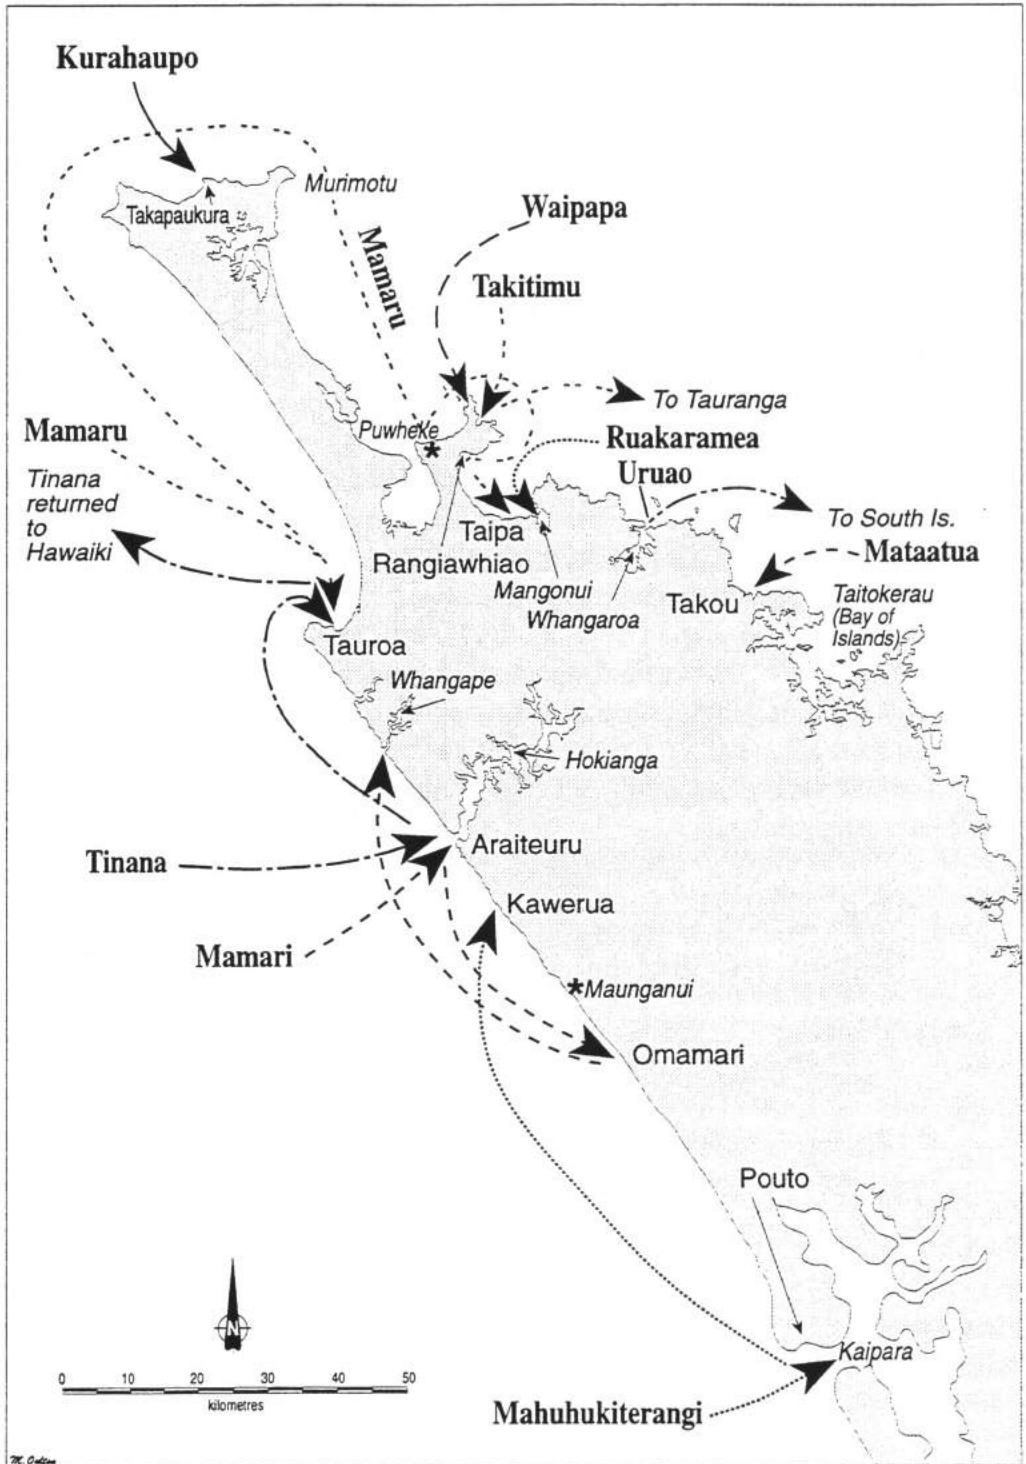 Kurahaupo
Murimotu
Takapaukura
Waipapa
Mamaru
Takitimu
To Tauranga
Puwheke
Mamaru
Ruakaramea
Tinana
returned
to
Hawaiki
Uruao
To South Is.
Taipa
Mataatua
Rangiawhiao
Mangonui
Takou
Taitokerau
(Bay of
Islands)
Whangaroa
Tauroa
Whangape
Hokianga
Araiteuru
Tinana
Kawerua
Mamari
Maunganui
Omamari
Pouto
N
Kaipara
0 10 20 30 40 50
kilometres
Mahuhukiterangi